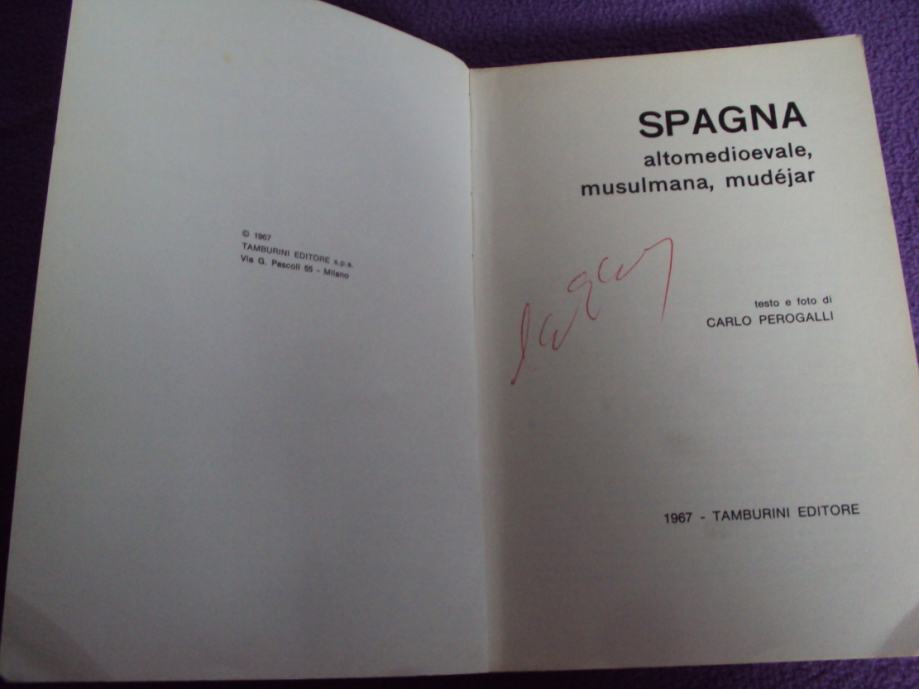 © 1967
TAMBURINI EDITORE s.p.a.
Via G. Pascoli 55 - Milano
SPAGNA
altomedioevale,
musulmana, mudéjar
testo e foto di
CARLO PEROGALLI
1967 - TAMBURINI EDITORE